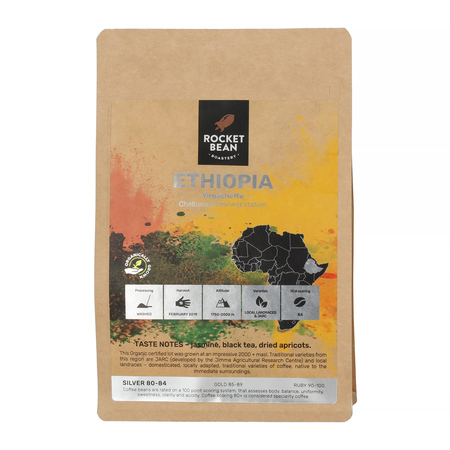 ROCKET
BEAN
ROASTERY
ETHIOPIA
Yirgacheffe
ORGANICALLY GROWN
Processing
Harvest
Altitude
Varieties
WASHED
FEBRUARY 2019
LOCAL LANDRACES
& JARC
84
TASTE NOTES - jasmine, black tea, dried apricots.
This Organic certified lot was grown at an impressive 2000 + masl. Traditional varieties from
this report are JARC (developed by the Jimma Agricultural Research Centre) and local
landraces - domesticated, locally adapted, traditional varieties of coffee, native to the
immediate surroundings.
SILVER 80-84
GOLD 85-89
RUBY 90-100
Coffee beans are rated on a 100 point scoring system, that assesses body, balance, uniformity,
sweetness, clarity and acidity. Coffee scoring 80+ is considered specialty coffee.